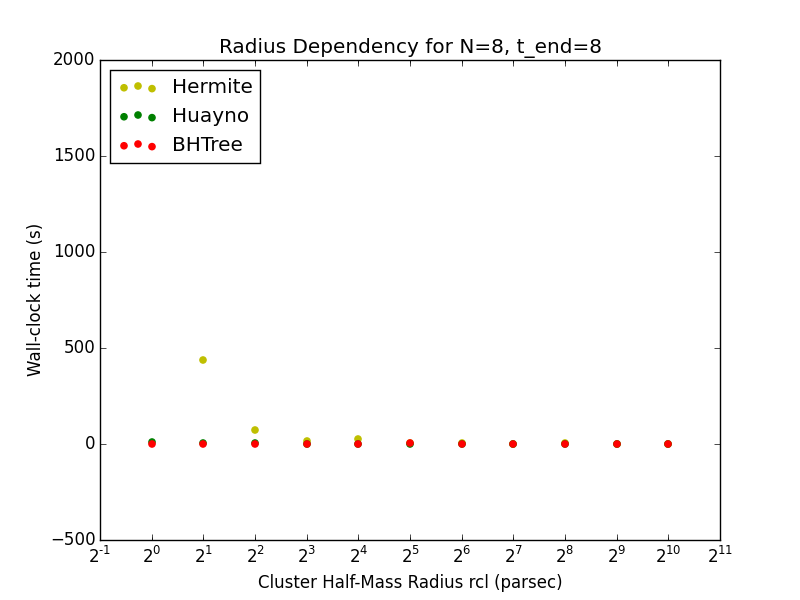 Radius Dependency for N=8, t_end=8
Hermite
Huayno
BHTree
2000
1500
1000
500
0
−500
Wall-clock time (s)
2^-1 2^0 2^1 2^2 2^3 2^4 2^5 2^6 2^7 2^8 2^9 2^10 2^11
Cluster Half-Mass Radius rcl (parsec)